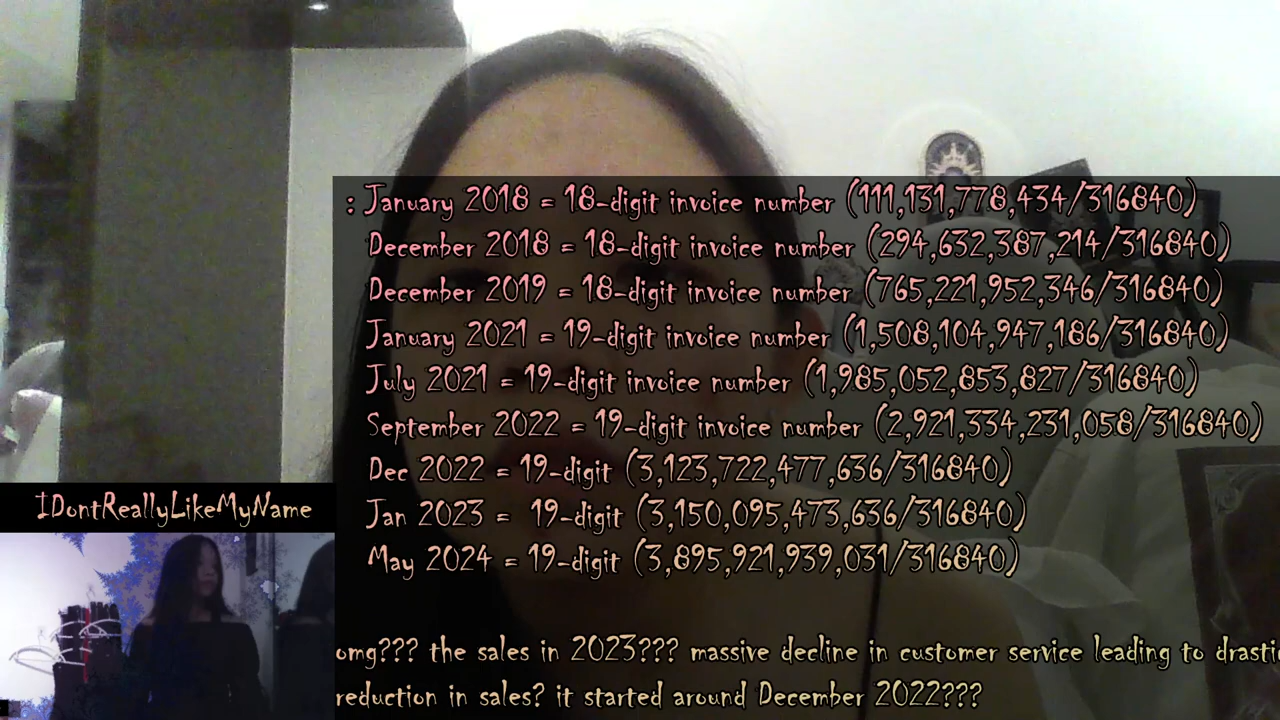 : January 2018 = 18-digit invoice number (111,131,778,434/316840)
December 2018 = 18-digit invoice number (294,632,387,214/316840)
December 2019 = 18-digit invoice number (765,221,952,346/316840)
January 2021 = 19-digit invoice number (1,508,104,947,186/316840)
July 2021 = 19-digit invoice number (1,985,052,853,827/316840)
September 2022 = 19-digit invoice number (2,921,334,231,058/316840)
Dec 2022 = 19-digit (3,123,722,477,636/316840)
Jan 2023 = 19-digit (3,150,095,473,636/316840)
May 2024 = 19-digit (3,895,921,939,031/316840)
IDontReallyLikeMyName
omg??? the sales in 2023??? massive decline in customer service leading to drasti
reduction in sales? it started around December 2022???